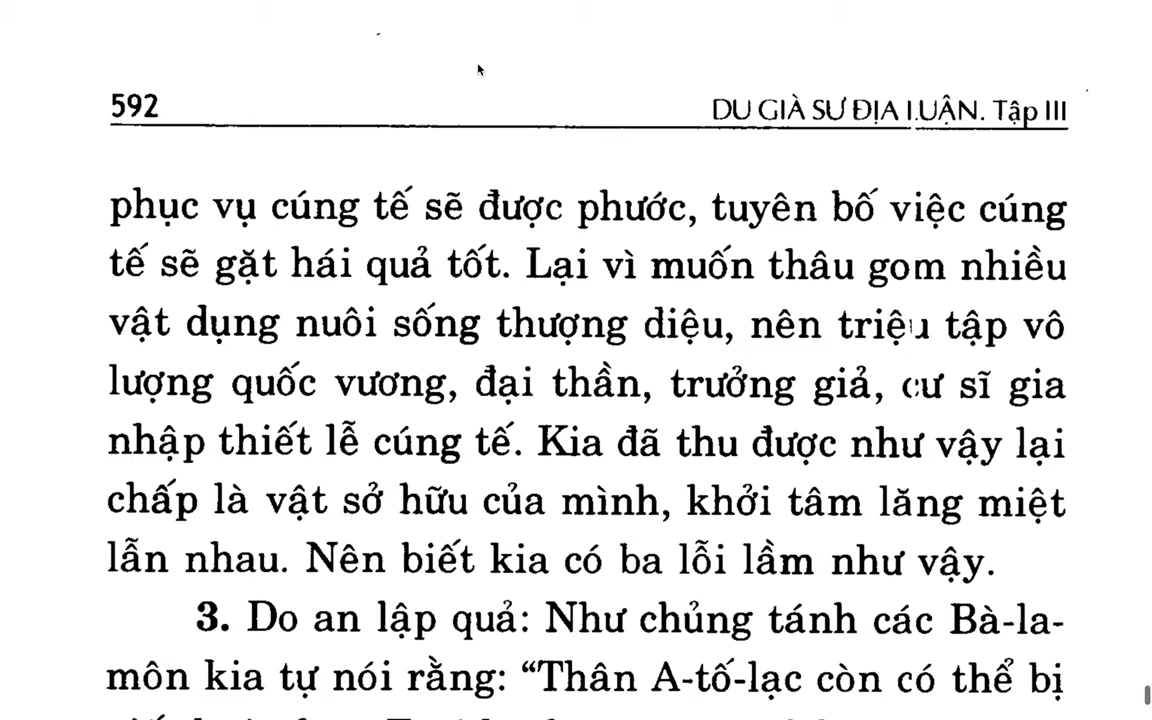 592
DU GIÀ SƯ ĐỊA LUẬN. Tập III
phục vụ cúng tế sẽ được phước, tuyên bố việc cúng
tế sẽ gặt hái quả tốt. Lại vì muốn thâu gom nhiều
vật dụng nuôi sống thượng diệu, nên triệu tập vô
lượng quốc vương, đại thần, trưởng giả, cư sĩ gia
nhập thiết lễ cúng tế. Kia đã thu được như vậy lại
chấp là vật sở hữu của mình, khởi tâm lăng miệt
lẫn nhau. Nên biết kia có ba lỗi lầm như vậy.
3. Do an lập quả: Như chủng tánh các Bà-la-
môn kia tự nói rằng: “Thân A-tố-lạc còn có thể bị